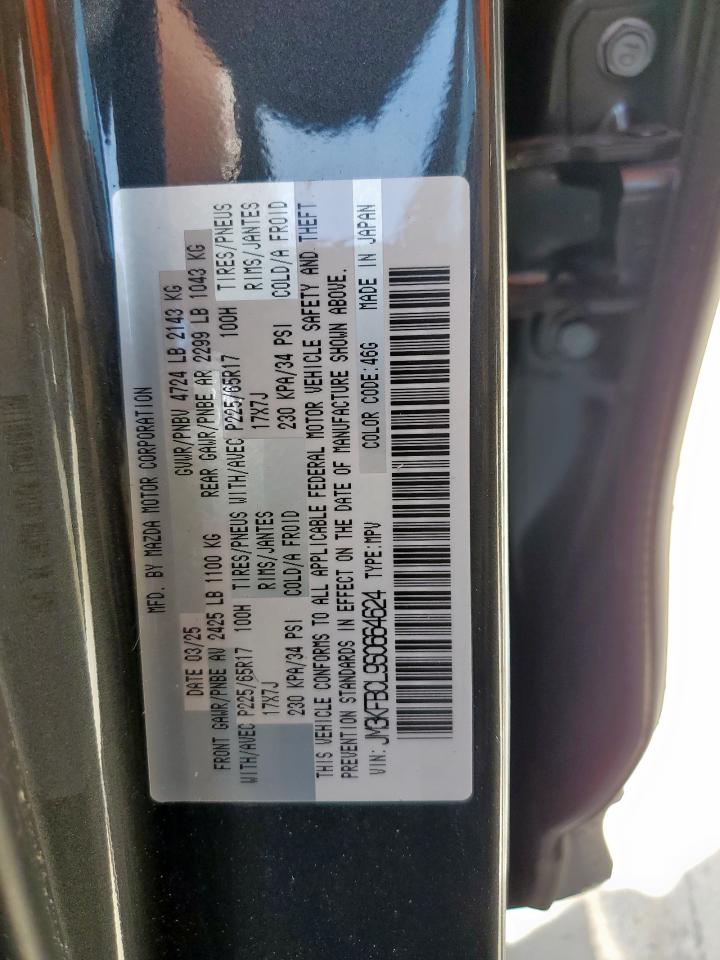 MFD. BY MAZDA MOTOR CORPORATION
DATE 03/25 GVWR/PNBV 4724 LB 2143 KG
FRONT GAWR/PNBE AV 2425 LB 1100 KG REAR GAWR/PNBE AR 2299 LB 1043 KG
WITH/AVEC P225/65R17 100H TIRES/PNEUS WITH/AVEC P225/65R17 100H TIRES/PNEUS
17X7J RIMS/JANTES 17X7J RIMS/JANTES
230 KPA/34 PSI COLD/A FROID 230 KPA/34 PSI COLD/A FROID
THIS VEHICLE CONFORMS TO ALL APPLICABLE FEDERAL MOTOR VEHICLE SAFETY AND THEFT
PREVENTION STANDARDS IN EFFECT ON THE DATE OF MANUFACTURE SHOWN ABOVE.
VIN: JM3KFBCL9S0664624 TYPE:MPV COLOR CODE:46G MADE IN JAPAN